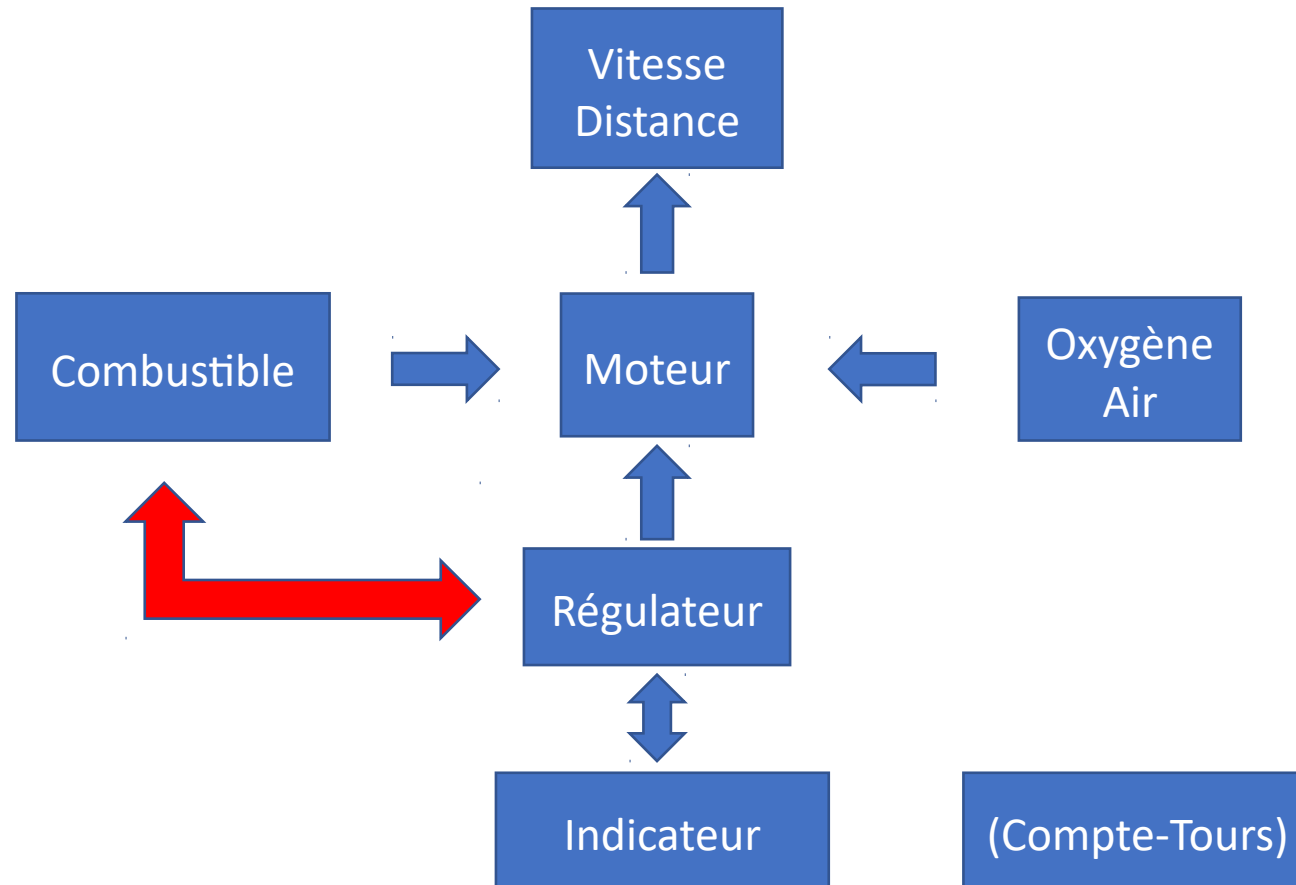 Vitesse
Distance
Combustible
Moteur
Oxygène
Air
Régulateur
Indicateur
(Compte-Tours)